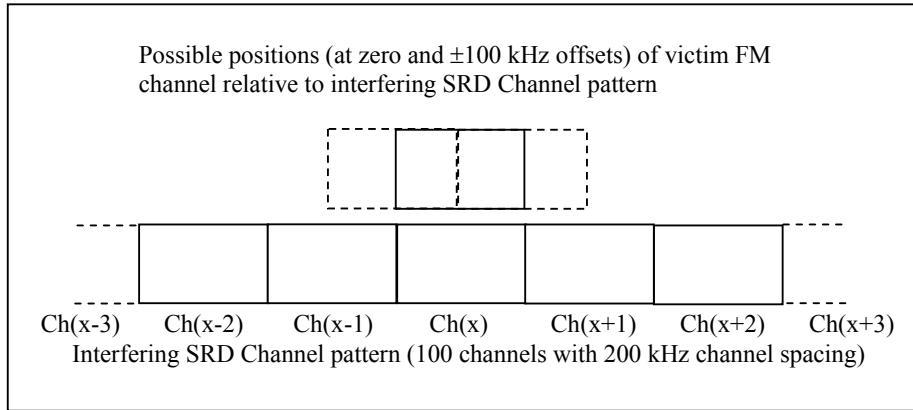 Possible positions (at zero and ±100 kHz offsets) of victim FM
channel relative to interfering SRD Channel pattern
Ch(x-3) Ch(x-2) Ch(x-1) Ch(x) Ch(x+1) Ch(x+2) Ch(x+3)
Interfering SRD Channel pattern (100 channels with 200 kHz channel spacing)